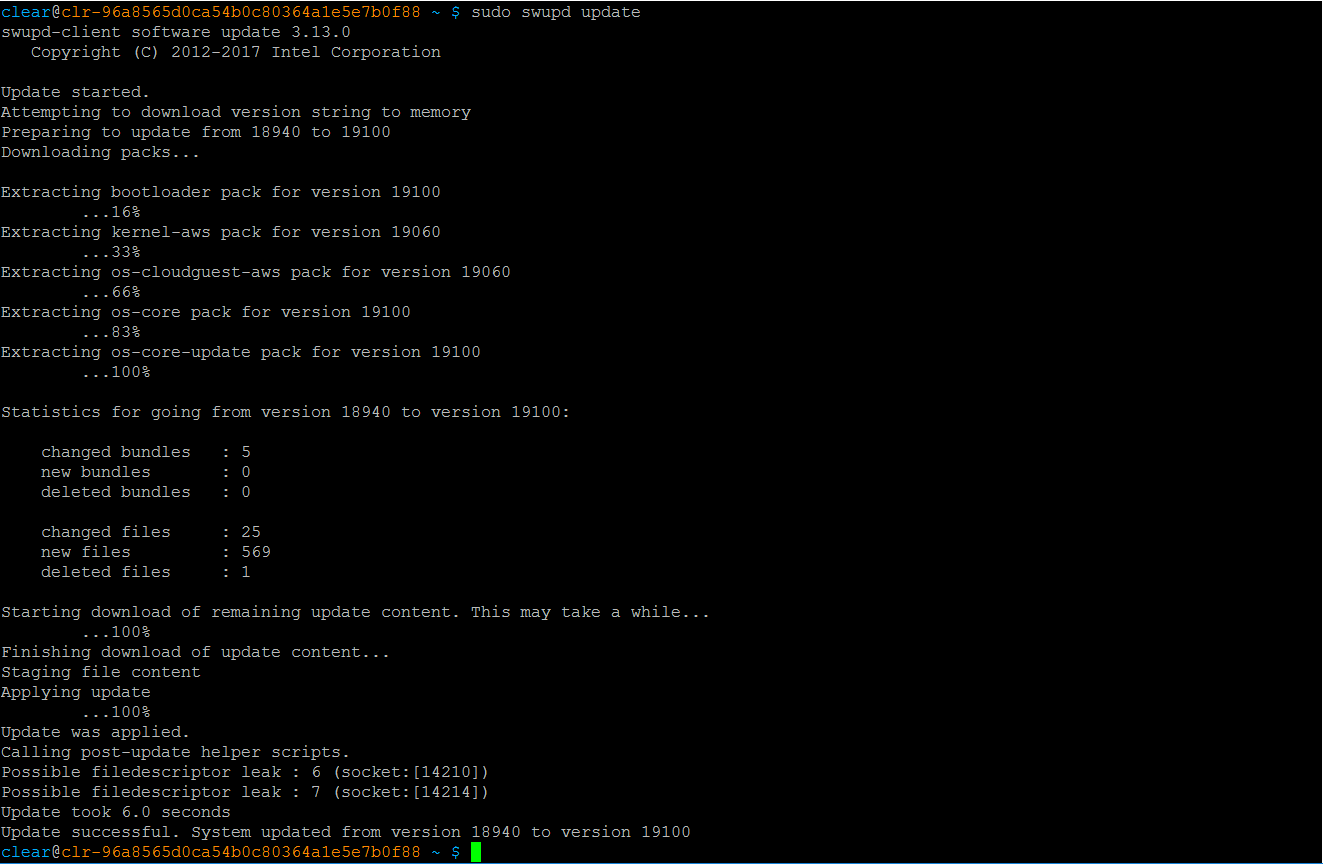 clear@clr-96a8565d0ca54b0c80364a1e5e7b0f88 ~ $ sudo swupd update
swupd-client software update 3.13.0
   Copyright (C) 2012-2017 Intel Corporation

Update started.
Attempting to download version string to memory
Preparing to update from 18940 to 19100
Downloading packs...

Extracting bootloader pack for version 19100
        ...16%
Extracting kernel-aws pack for version 19060
        ...33%
Extracting os-cloudguest-aws pack for version 19060
        ...66%
Extracting os-core pack for version 19100
        ...83%
Extracting os-core-update pack for version 19100
        ...100%

Statistics for going from version 18940 to version 19100:

    changed bundles   : 5
    new bundles       : 0
    deleted bundles   : 0

    changed files     : 25
    new files         : 569
    deleted files     : 1

Starting download of remaining update content. This may take a while...
        ...100%
Finishing download of update content...
Staging file content
Applying update
        ...100%
Update was applied.
Calling post-update helper scripts.
Possible filedescriptor leak : 6 (socket:[14210])
Possible filedescriptor leak : 7 (socket:[14214])
Update took 6.0 seconds
Update successful. System updated from version 18940 to version 19100
clear@clr-96a8565d0ca54b0c80364a1e5e7b0f88 ~ $